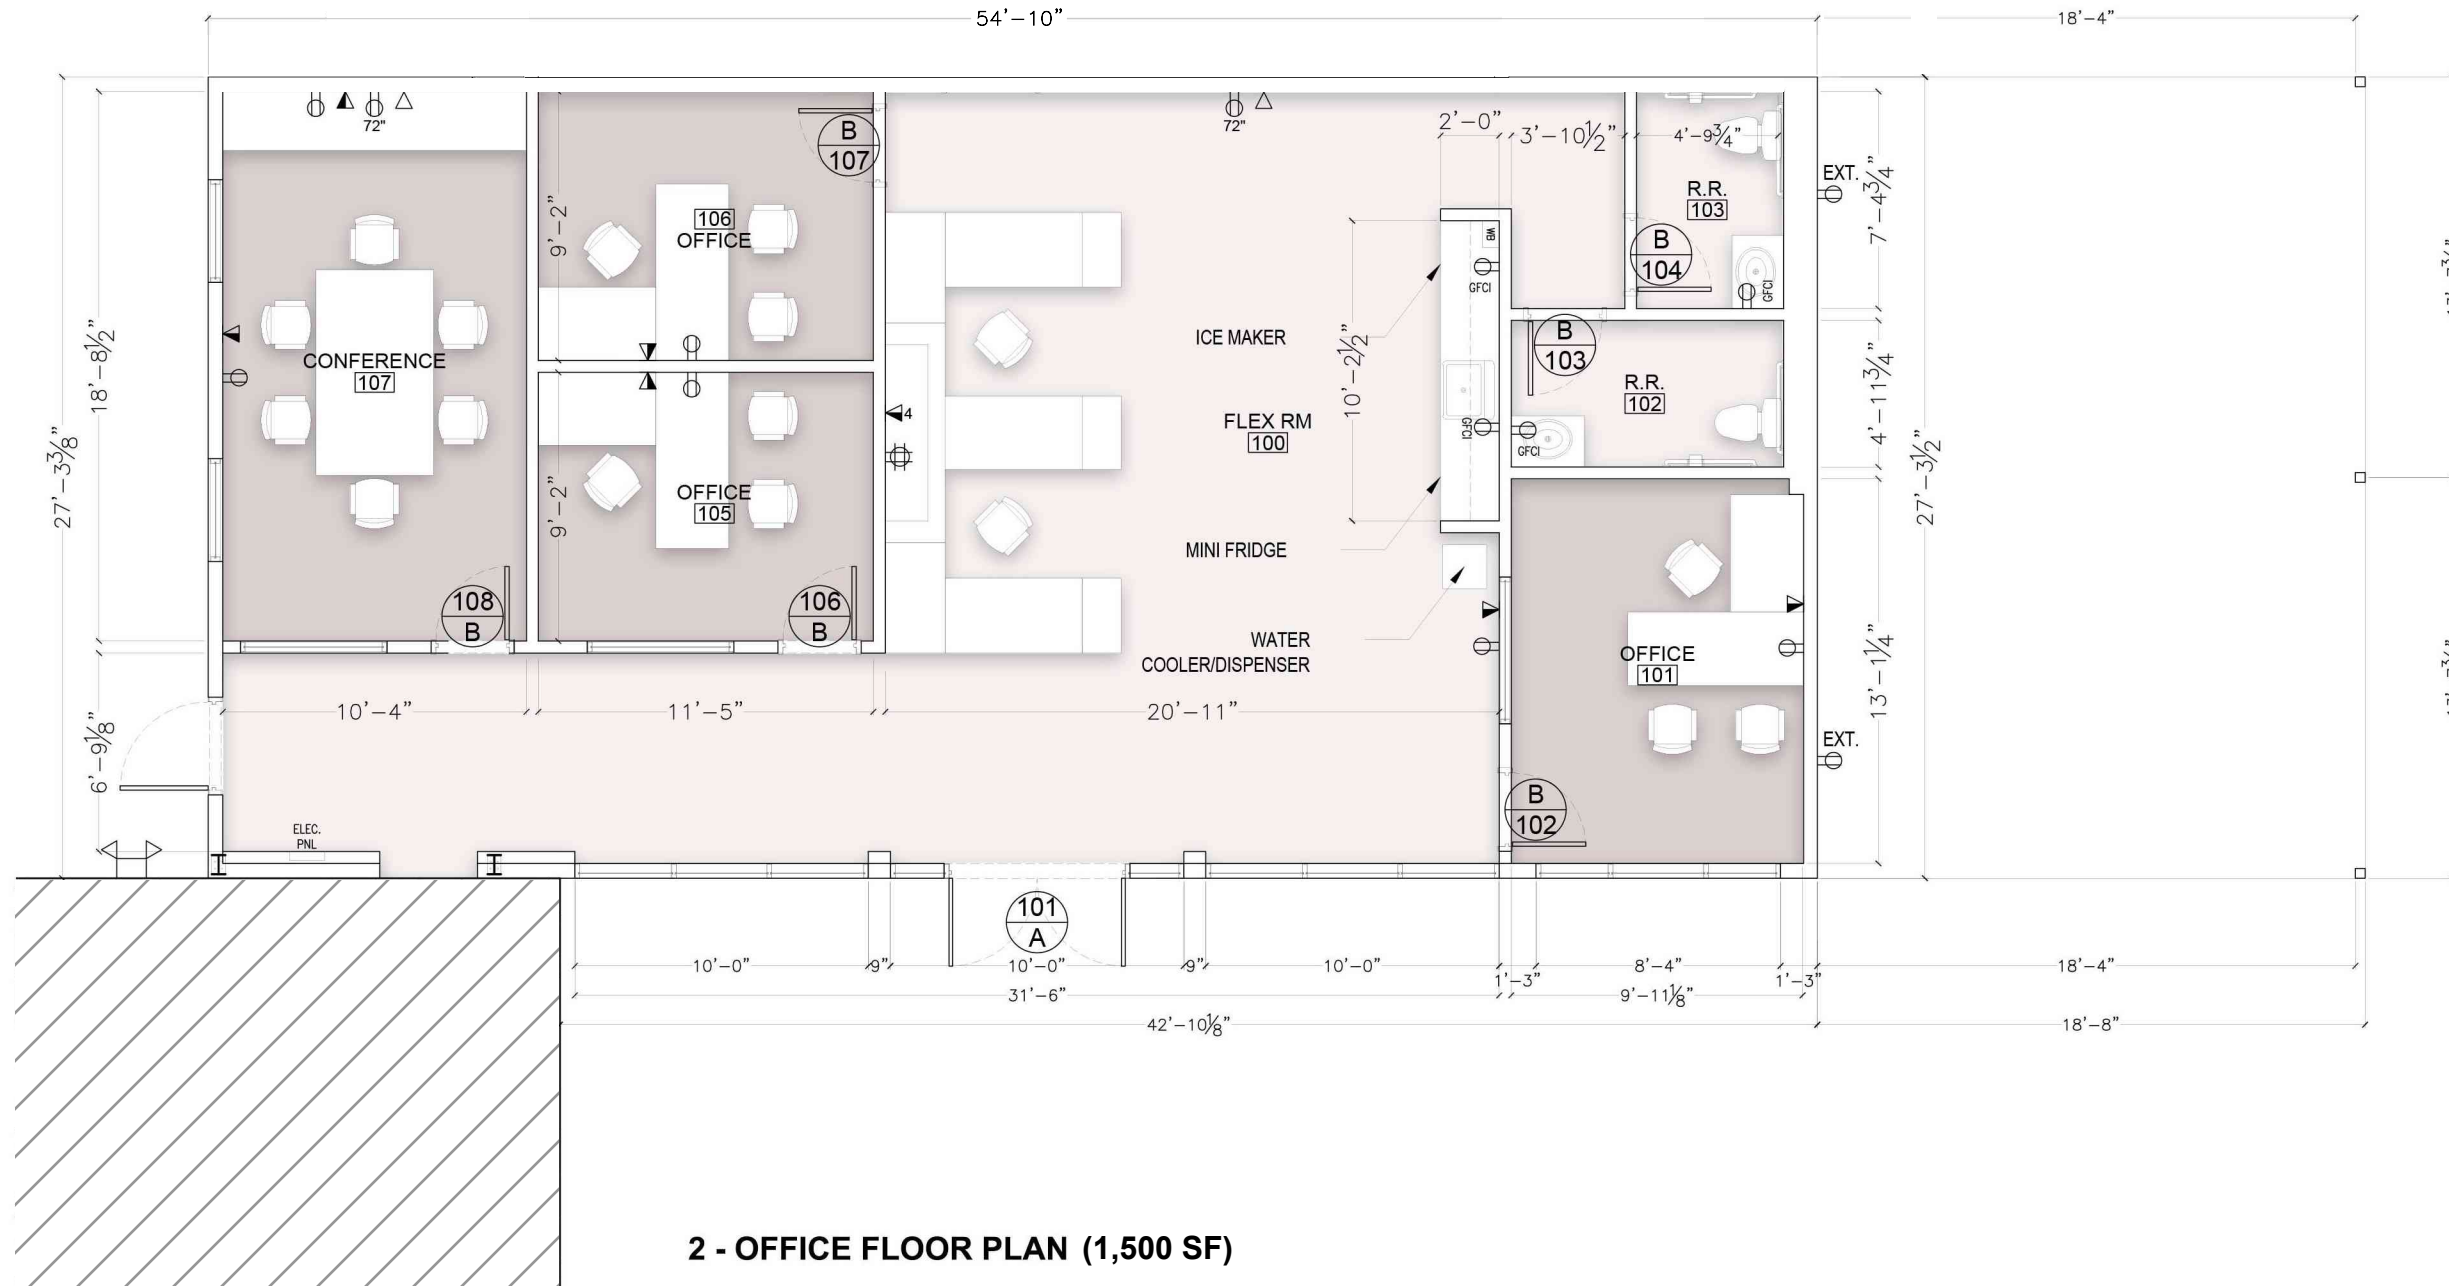 54'-10"
18'-4"
72"
72"
B
107
2'-0"
3'-10½"
4'-9¾"
EXT.
7'-4¾"
R.R.
103
106
OFFICE
9'-2"
WB
B
104
GFCI
GFCI
ICE MAKER
B
103
18'-8½"
CONFERENCE
107
10'-2½"
4'-11¾"
R.R.
102
4
FLEX RM
100
GFCI
GFCI
27'-3⅜"
27'-3½"
OFFICE
105
9'-2"
MINI FRIDGE
108
B
106
B
WATER
COOLER/DISPENSER
OFFICE
101
13'-1¼"
10'-4"
11'-5"
20'-11"
6'-9⅛"
EXT.
B
102
ELEC.
PNL
101
A
10'-0"
9"
10'-0"
9"
10'-0"
1'-3"
8'-4"
1'-3"
18'-4"
31'-6"
9'-11⅛"
42'-10⅛"
18'-8"
2 - OFFICE FLOOR PLAN (1,500 SF)